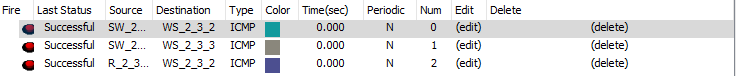 Fire Last Status Source Destination Type Color Time(sec) Periodic Num Edit Delete
Successful SW_2... WS_2_3_2 ICMP 0.000 N 0 (edit) (delete)
Successful SW_2... WS_2_3_3 ICMP 0.000 N 1 (edit) (delete)
Successful R_2_3... WS_2_3_2 ICMP 0.000 N 2 (edit) (delete)